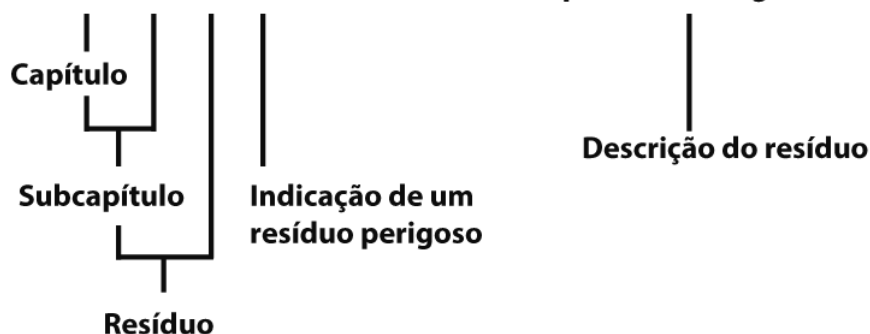 Capítulo
Descrição do resíduo
Subcapítulo
Indicação de um
resíduo perigoso
Resíduo